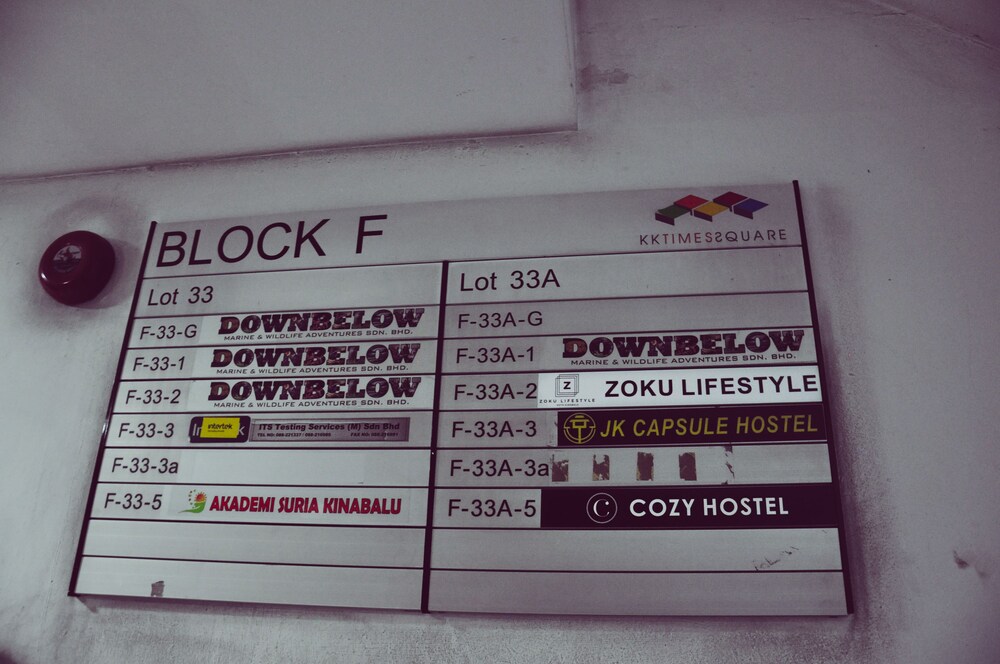 BLOCK F
KKTIMESSQUARE
Lot 33
F-33-G DOWNBELOW
MARINE & WILDLIFE ADVENTURES SDN. BHD.
F-33-1 DOWNBELOW
MARINE & WILDLIFE ADVENTURES SDN. BHD.
F-33-2 DOWNBELOW
MARINE & WILDLIFE ADVENTURES SDN. BHD.
F-33-3 intertek ITS Testing Services (M) Sdn Bhd
F-33-3a
F-33-5 AKADEMI SURIA KINABALU
Lot 33A
F-33A-G
F-33A-1 DOWNBELOW
MARINE & WILDLIFE ADVENTURES SDN. BHD.
F-33A-2 Z ZOKU LIFESTYLE
ZOKU LIFESTYLE
F-33A-3 JK CAPSULE HOSTEL
F-33A-3a
F-33A-5 C COZY HOSTEL